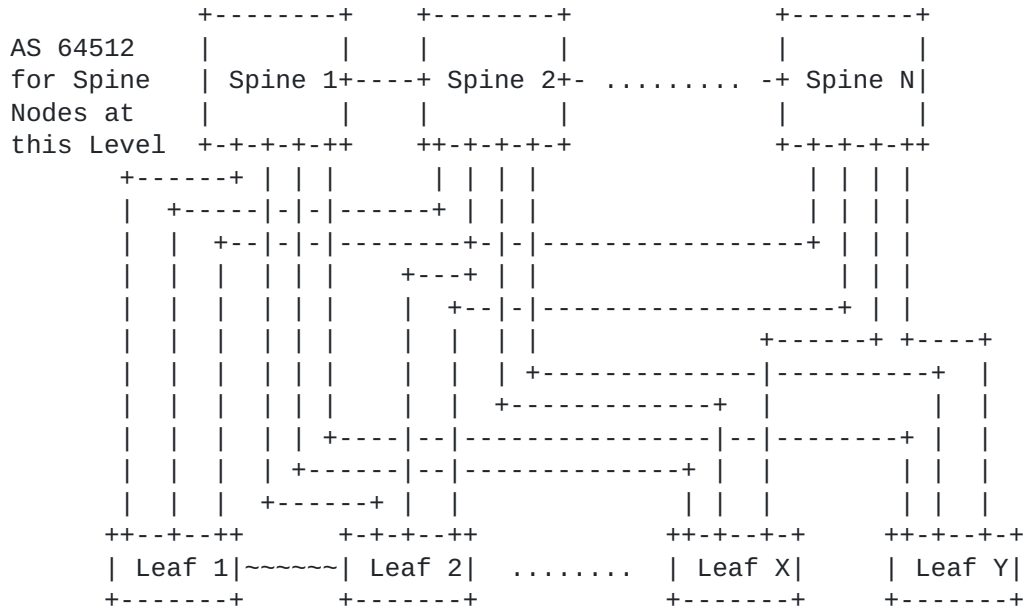 AS 64512
for Spine Spine 1 Spine 2 ......... Spine N
Nodes at
this Level
Leaf 1 Leaf 2 ........ Leaf X Leaf Y